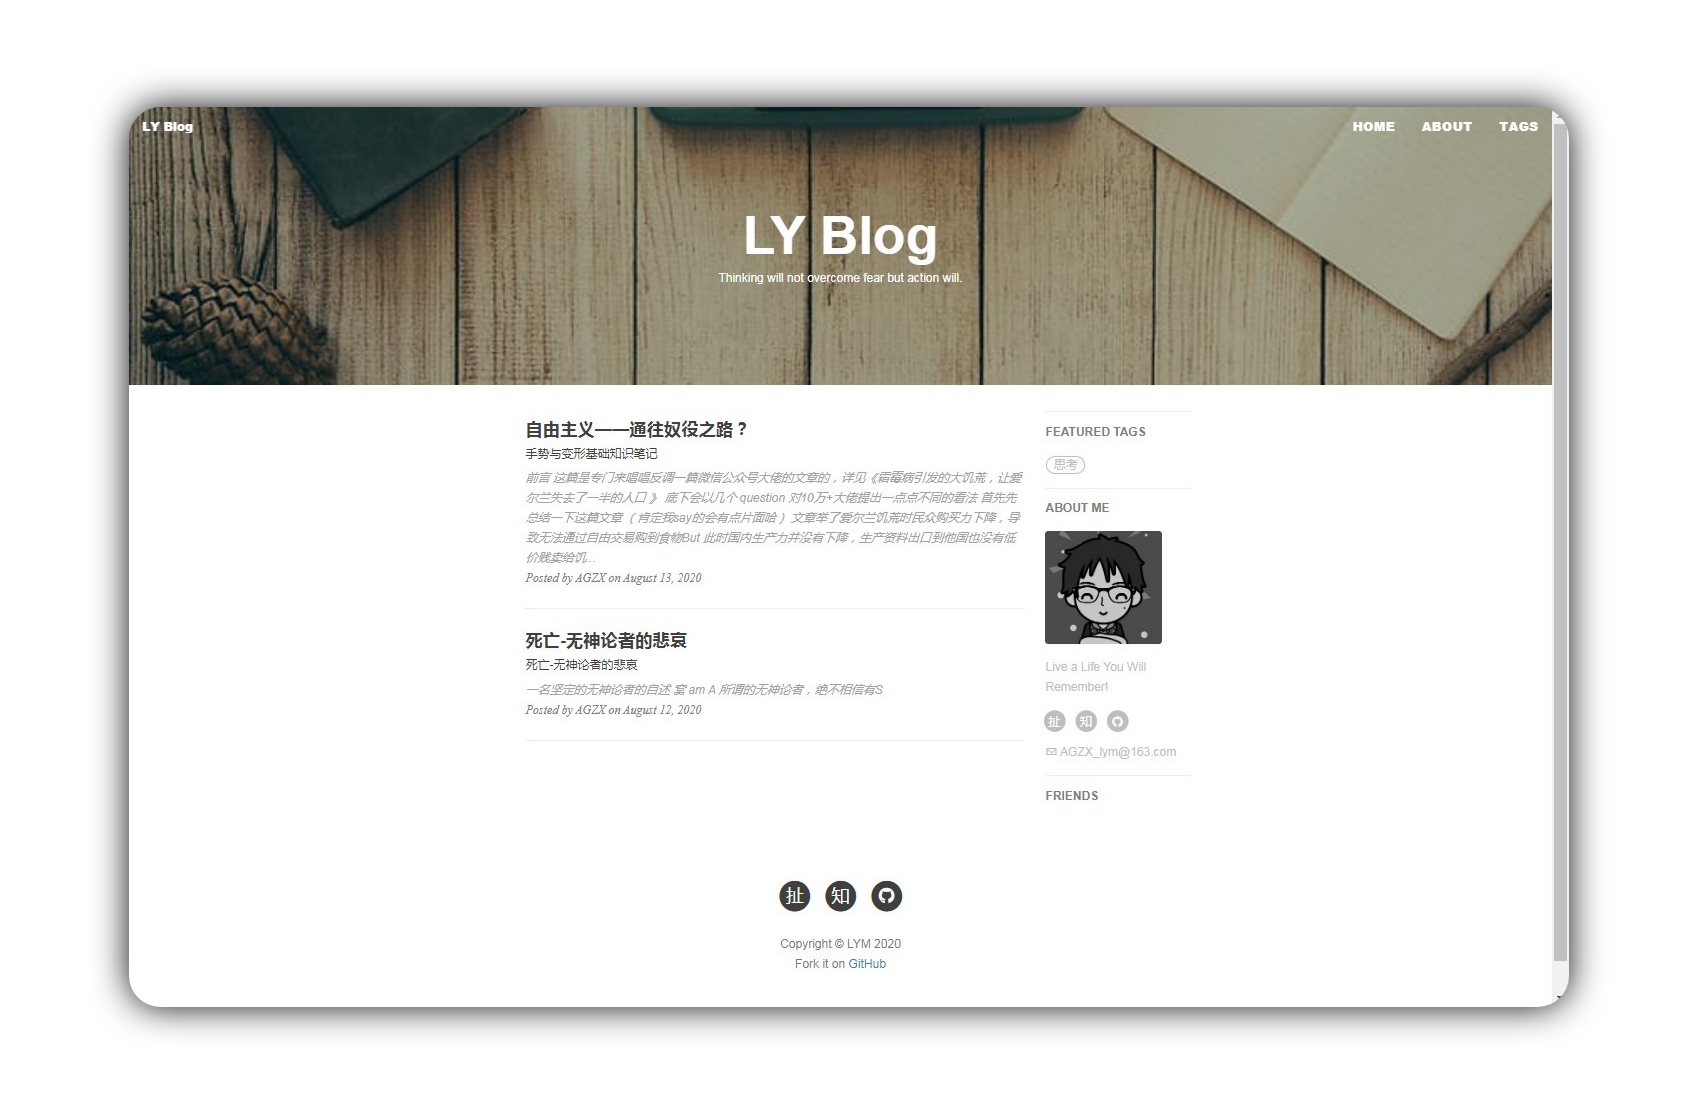 LY Blog
HOME ABOUT TAGS
LY Blog
Thinking will not overcome fear but action will.
自由主义——通往奴役之路？
手势与变形基础知识笔记
前言 这篇是专门来唱唱反调一篇微信公众号大佬的文章的，详见《霜霉病引发的大饥荒，让爱
尔兰失去了一半的人口 》 底下会以几个 question 对10万+大佬提出一点点不同的看法 首先先
总结一下这篇文章 （ 肯定我say的会有点片面哈 ） 文章举了爱尔兰饥荒时民众购买力下降，导
致无法通过自由交易购到食物But 此时国内生产力并没有下降，生产资料出口到他国也没有低
价贱卖给饥...
Posted by AGZX on August 13, 2020
死亡-无神论者的悲哀
死亡-无神论者的悲哀
一名坚定的无神论者的自述 am A 所谓的无神论者，绝不相信有S
Posted by AGZX on August 12, 2020
FEATURED TAGS
思考
ABOUT ME
Live a Life You Will
Remember!
扯 知
AGZX_lym@163.com
FRIENDS
扯 知
Copyright © LYM 2020
Fork it on GitHub